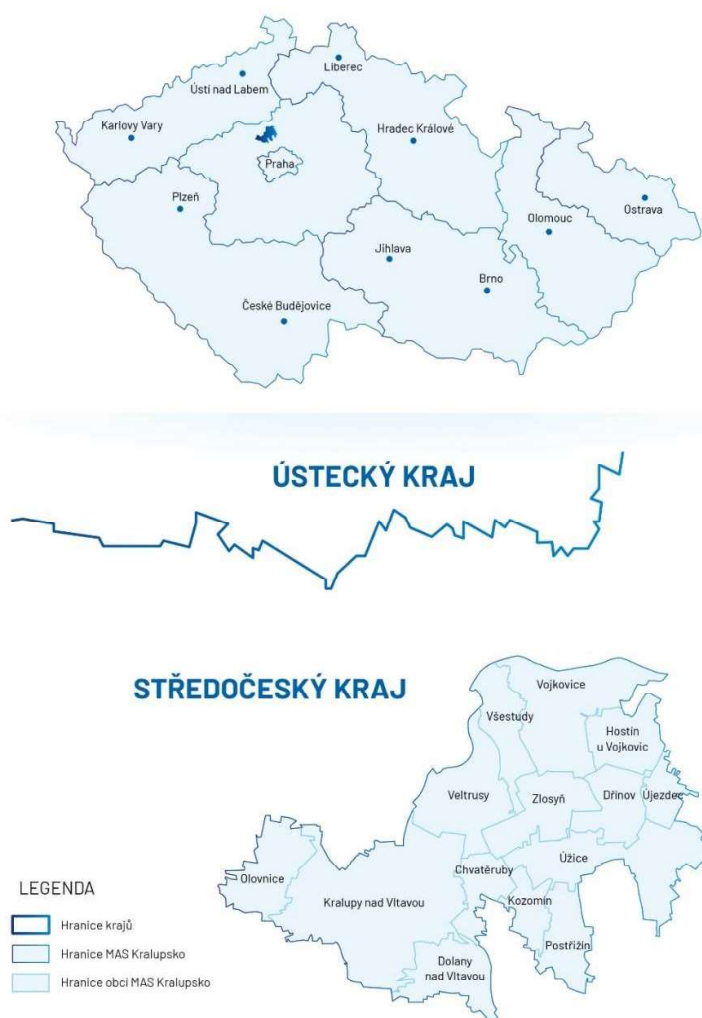 Liberec
Ústí nad Labem
Karlovy Vary
Hradec Králové
Praha
Plzeň
Ostrava
Olomouc
Jihlava
Brno
České Budějovice
ÚSTECKÝ KRAJ
STŘEDOČESKÝ KRAJ
Vojkovice
Všestudy
Hostín
u Vojkovic
Veltrusy
Zlosyň
Dřínov
Újezdec
Úžice
Chvatěruby
Olovnice
Kralupy nad Vltavou
Kozomín
Postřižín
Dolany
nad Vltavou
LEGENDA
Hranice krajů
Hranice MAS Kralupsko
Hranice obcí MAS Kralupsko